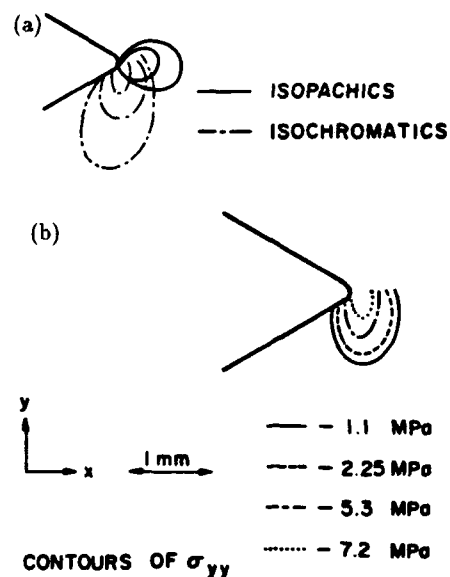 (a)
ISOPACHICS
ISOCHROMATICS
(b)
y
x
1 mm
- 1.1 MPa
- 2.25 MPa
- 5.3 MPa
- 7.2 MPa
CONTOURS OF σyy